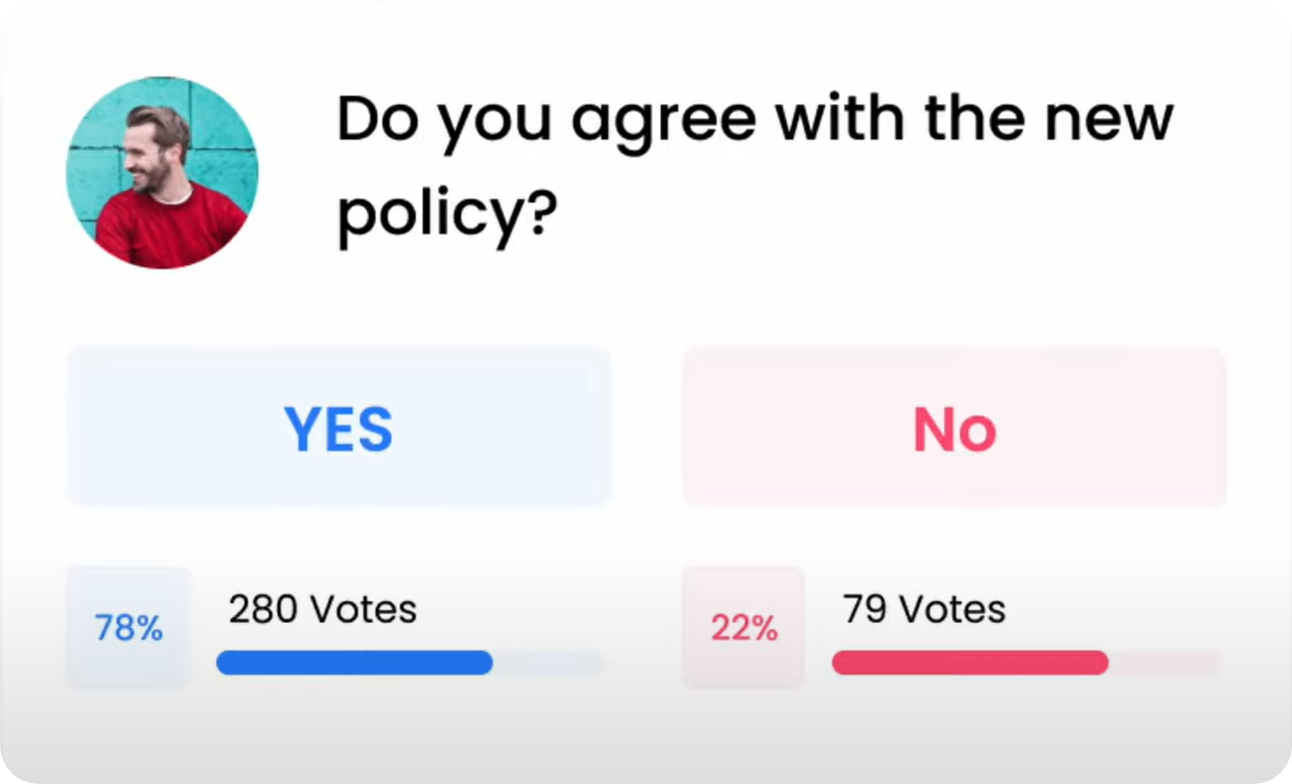 Do you agree with the new
policy?
YES
No
78%
280 Votes
22%
79 Votes